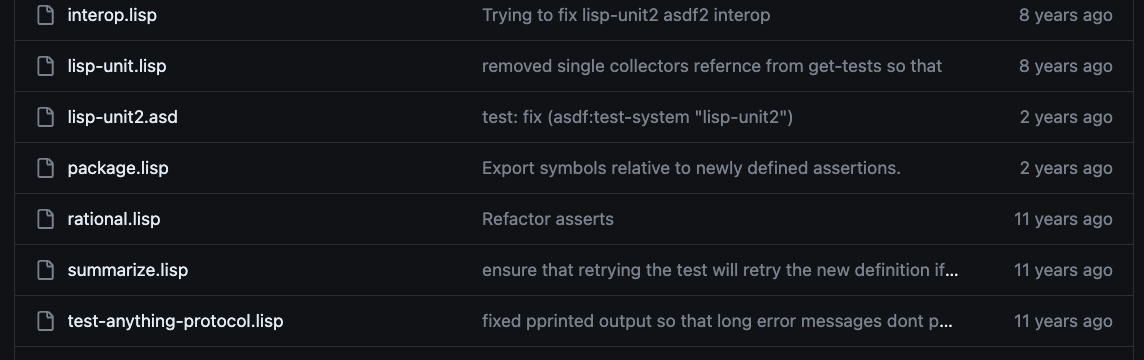 interop.lisp Trying to fix lisp-unit2 asdf2 interop 8 years ago
lisp-unit.lisp removed single collectors refernce from get-tests so that 8 years ago
lisp-unit2.asd test: fix (asdf:test-system "lisp-unit2") 2 years ago
package.lisp Export symbols relative to newly defined assertions. 2 years ago
rational.lisp Refactor asserts 11 years ago
summarize.lisp ensure that retrying the test will retry the new definition if... 11 years ago
test-anything-protocol.lisp fixed pprinted output so that long error messages dont p... 11 years ago